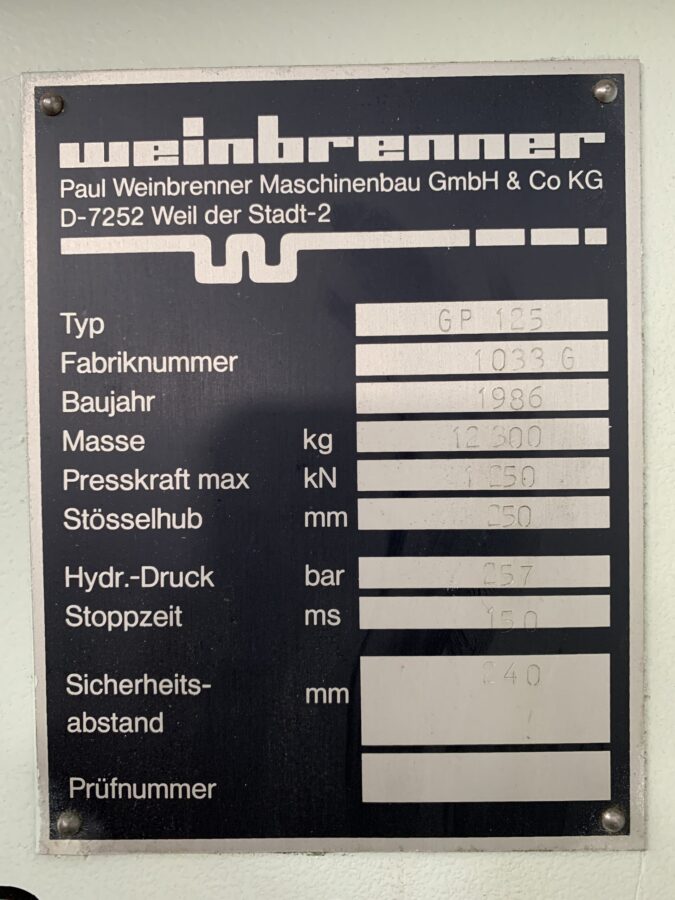 weinbrenner
Paul Weinbrenner Maschinenbau GmbH & Co KG
D-7252 Weil der Stadt-2
W
Typ GP 125
Fabriknummer 1033 G
Baujahr 1986
Masse kg 12 300
Presskraft max kN 1 250
Stösselhub mm 250
Hydr.-Druck bar 257
Stoppzeit ms 150
Sicherheits-
abstand mm 240
Prüfnummer